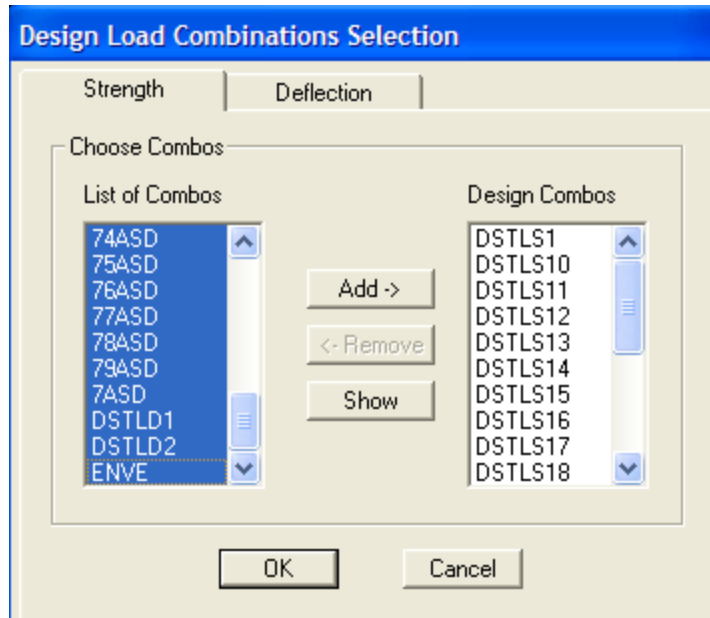 Design Load Combinations Selection
Strength
Deflection
Choose Combos
List of Combos
74ASD
75ASD
76ASD
77ASD
78ASD
79ASD
7ASD
DSTLD1
DSTLD2
ENVE
Add ->
<- Remove
Show
Design Combos
DSTLS1
DSTLS10
DSTLS11
DSTLS12
DSTLS13
DSTLS14
DSTLS15
DSTLS16
DSTLS17
DSTLS18
OK
Cancel